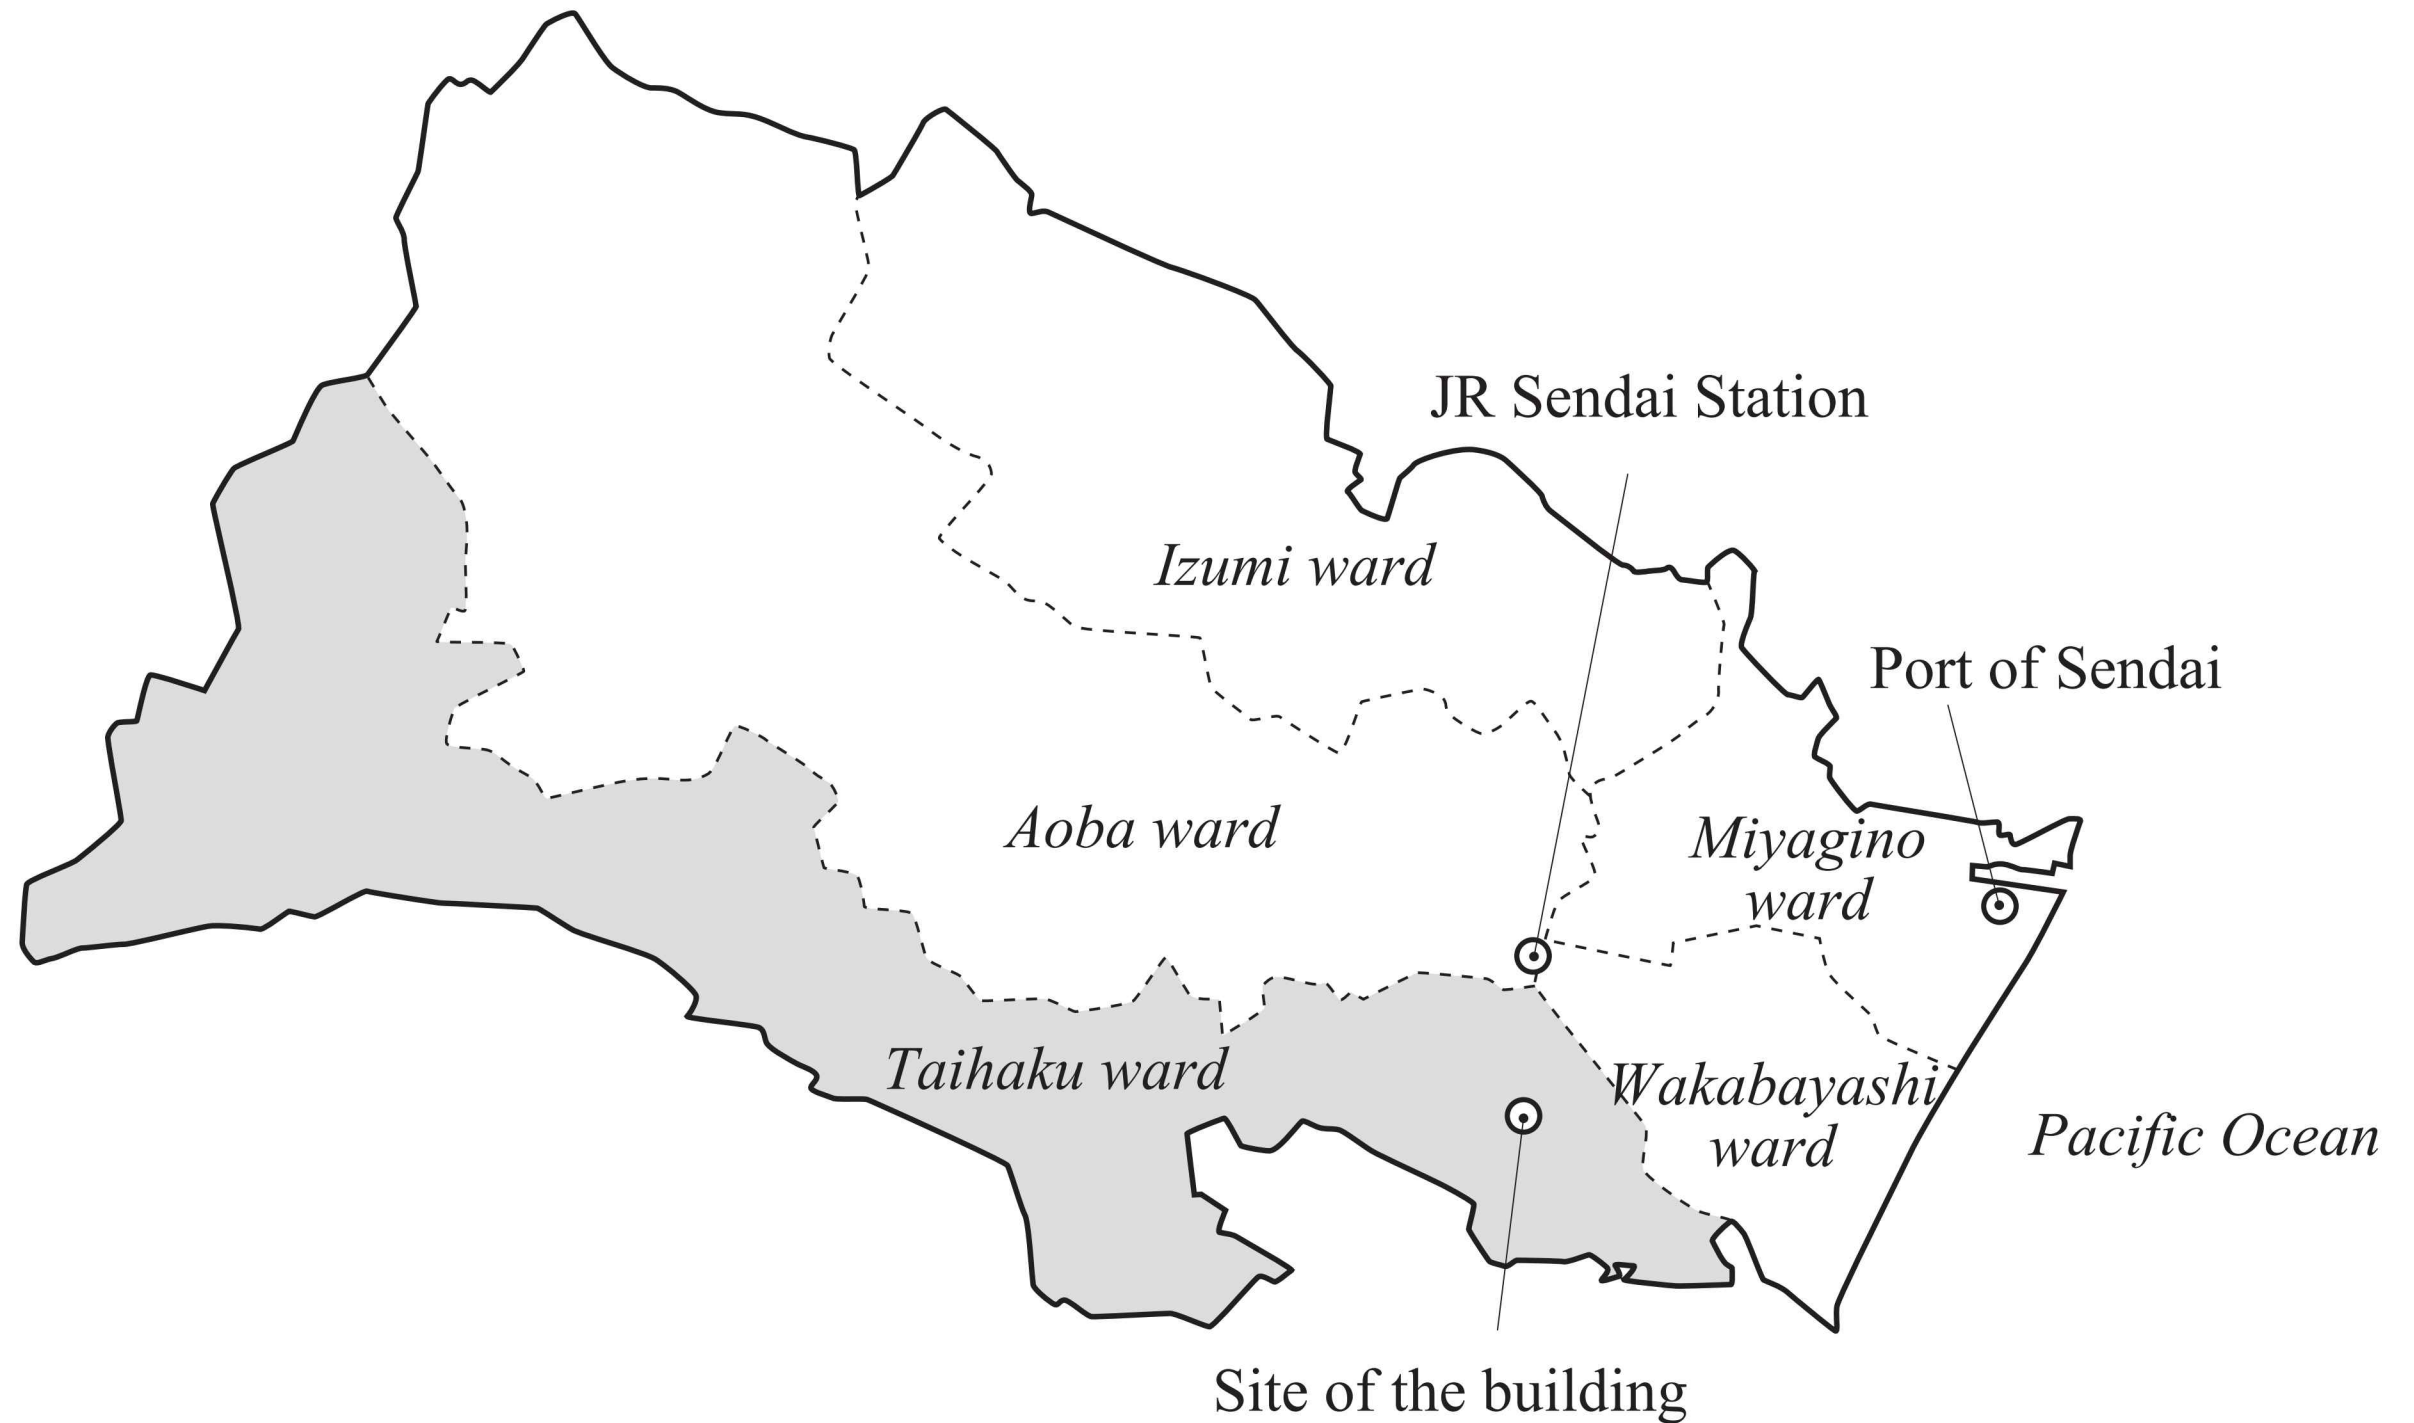 JR Sendai Station
Izumi ward
Port of Sendai
Aoba ward
Miyagino
ward
Taihaku ward
Wakabayashi
ward
Pacific Ocean
Site of the building